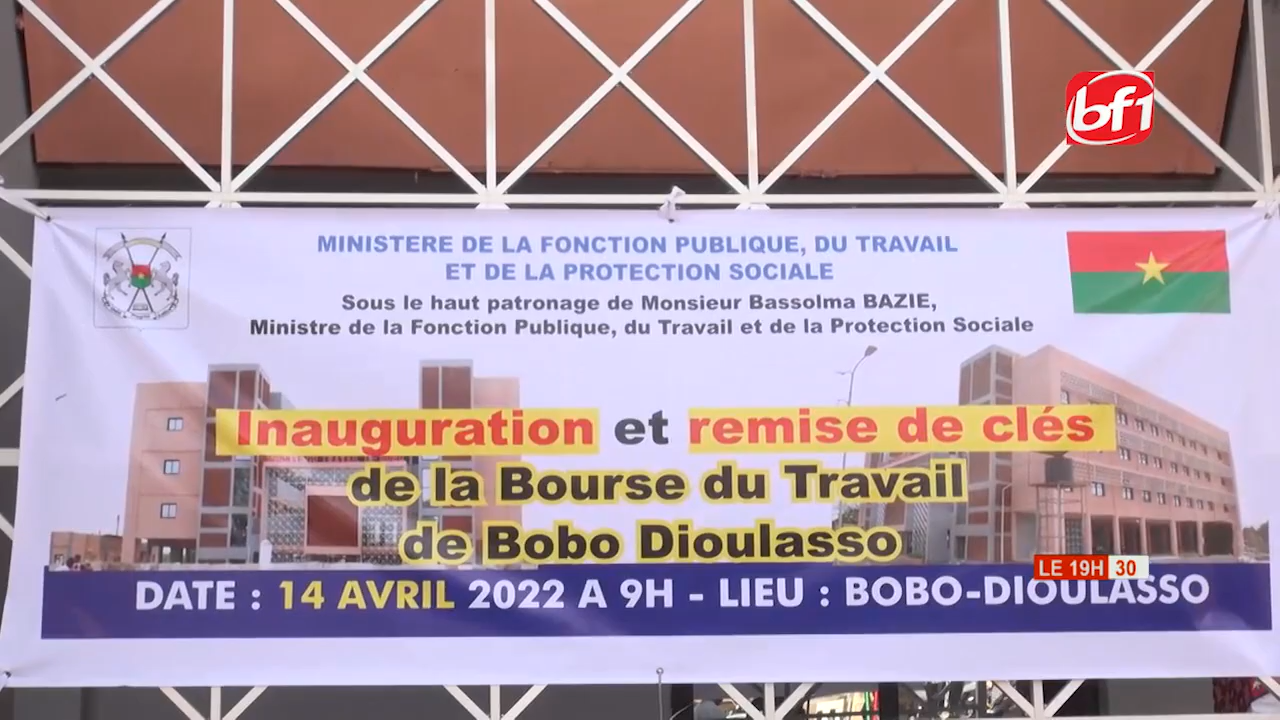 bf1
MINISTERE DE LA FONCTION PUBLIQUE, DU TRAVAIL
ET DE LA PROTECTION SOCIALE
Sous le haut patronage de Monsieur Bassolma BAZIE,
Ministre de la Fonction Publique, du Travail et de la Protection Sociale
Inauguration et remise de clés
de la Bourse du Travail
de Bobo Dioulasso
LE 19H 30
DATE : 14 AVRIL 2022 A 9H - LIEU : BOBO-DIOULASSO